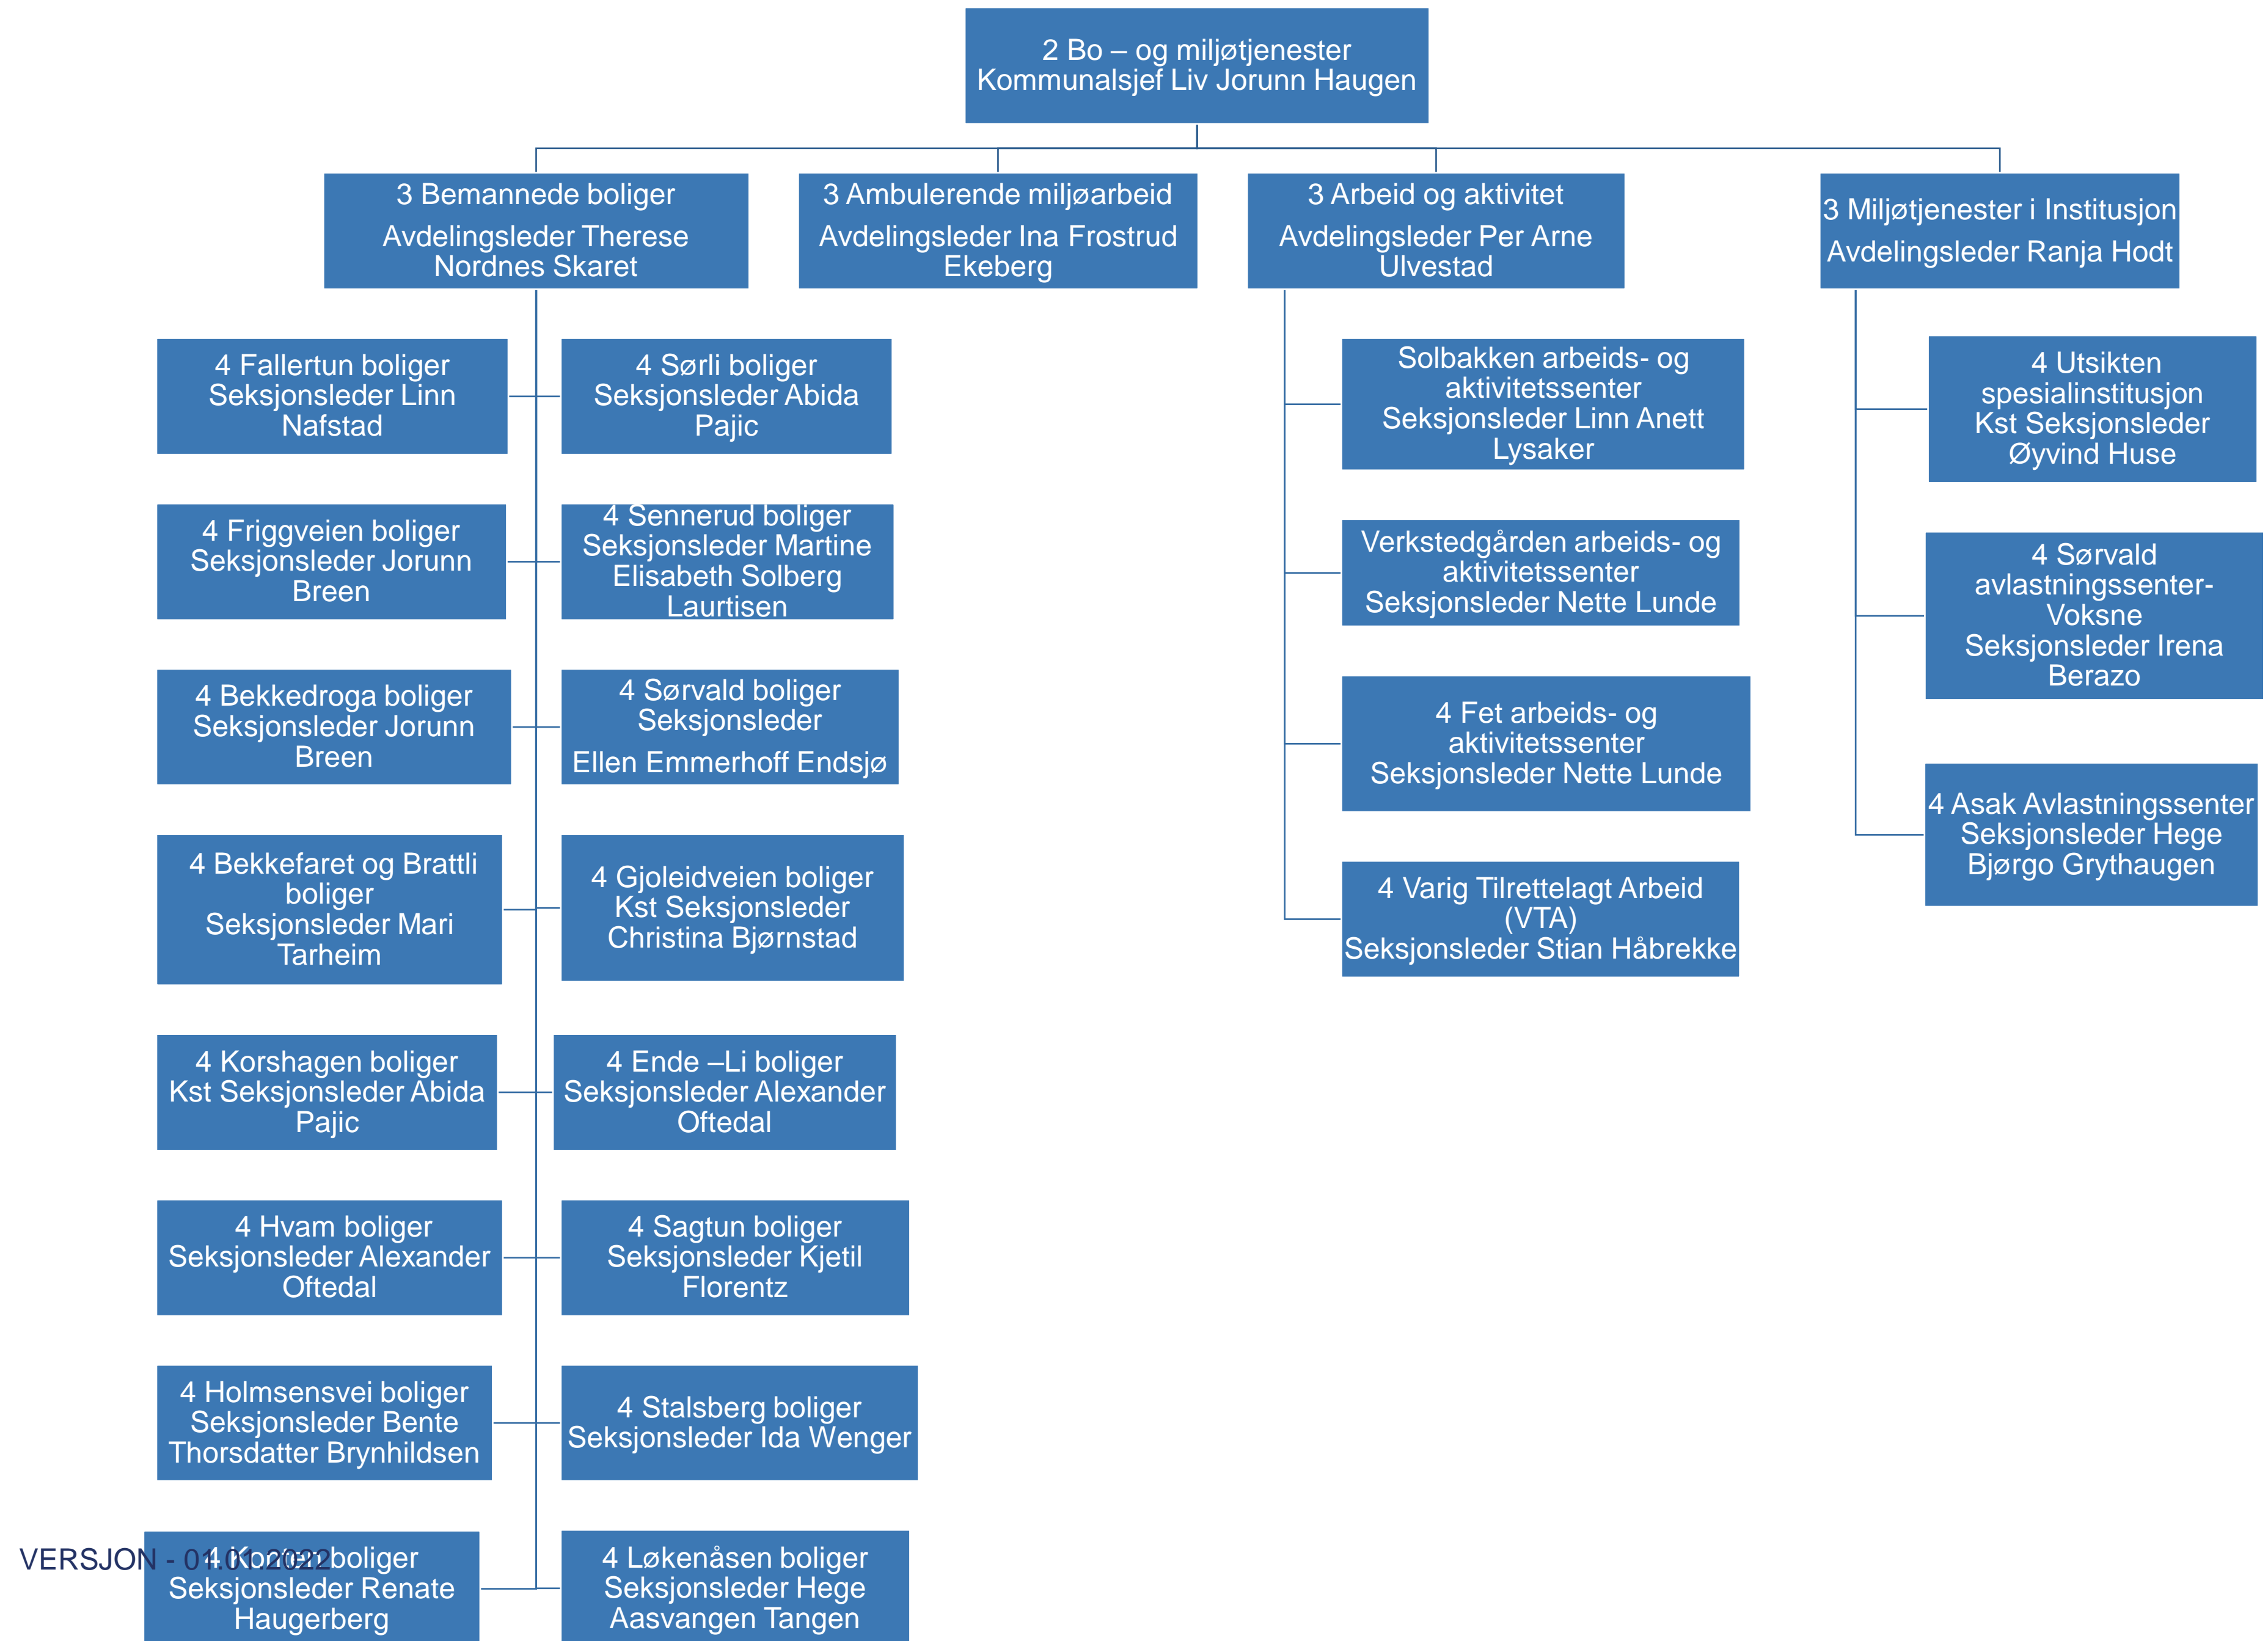 2 Bo – og miljøtjenester
Kommunalsjef Liv Jorunn Haugen
3 Bemannede boliger
Avdelingsleder Therese
Nordnes Skaret
3 Ambulerende miljøarbeid
Avdelingsleder Ina Frostrud
Ekeberg
3 Arbeid og aktivitet
Avdelingsleder Per Arne
Ulvestad
3 Miljøtjenester i Institusjon
Avdelingsleder Ranja Hodt
4 Fallertun boliger
Seksjonsleder Linn
Nafstad
4 Sørli boliger
Seksjonsleder Abida
Pajic
4 Friggveien boliger
Seksjonsleder Jorunn
Breen
4 Sennerud boliger
Seksjonsleder Martine
Elisabeth Solberg
Laurtisen
4 Bekkedroga boliger
Seksjonsleder Jorunn
Breen
4 Sørvald boliger
Seksjonsleder
Ellen Emmerhoff Endsjø
4 Bekkefaret og Brattli
boliger
Seksjonsleder Mari
Tarheim
4 Gjoleidveien boliger
Kst Seksjonsleder
Christina Bjørnstad
4 Korshagen boliger
Kst Seksjonsleder Abida
Pajic
4 Ende –Li boliger
Seksjonsleder Alexander
Oftedal
4 Hvam boliger
Seksjonsleder Alexander
Oftedal
4 Sagtun boliger
Seksjonsleder Kjetil
Florentz
4 Holmsensvei boliger
Seksjonsleder Bente
Thorsdatter Brynhildsen
4 Stalsberg boliger
Seksjonsleder Ida Wenger
4 Konten boliger
Seksjonsleder Renate
Haugerberg
4 Løkenåsen boliger
Seksjonsleder Hege
Aasvangen Tangen
Solbakken arbeids- og
aktivitetssenter
Seksjonsleder Linn Anett
Lysaker
Verkstedgården arbeids- og
aktivitetssenter
Seksjonsleder Nette Lunde
4 Fet arbeids- og
aktivitetssenter
Seksjonsleder Nette Lunde
4 Varig Tilrettelagt Arbeid
(VTA)
Seksjonsleder Stian Håbrekke
4 Utsikten
spesialinstitusjon
Kst Seksjonsleder
Øyvind Huse
4 Sørvald
avlastningssenter-
Voksne
Seksjonsleder Irena
Berazo
4 Asak Avlastningssenter
Seksjonsleder Hege
Bjørgo Grythaugen
VERSJON - 01.01.2022